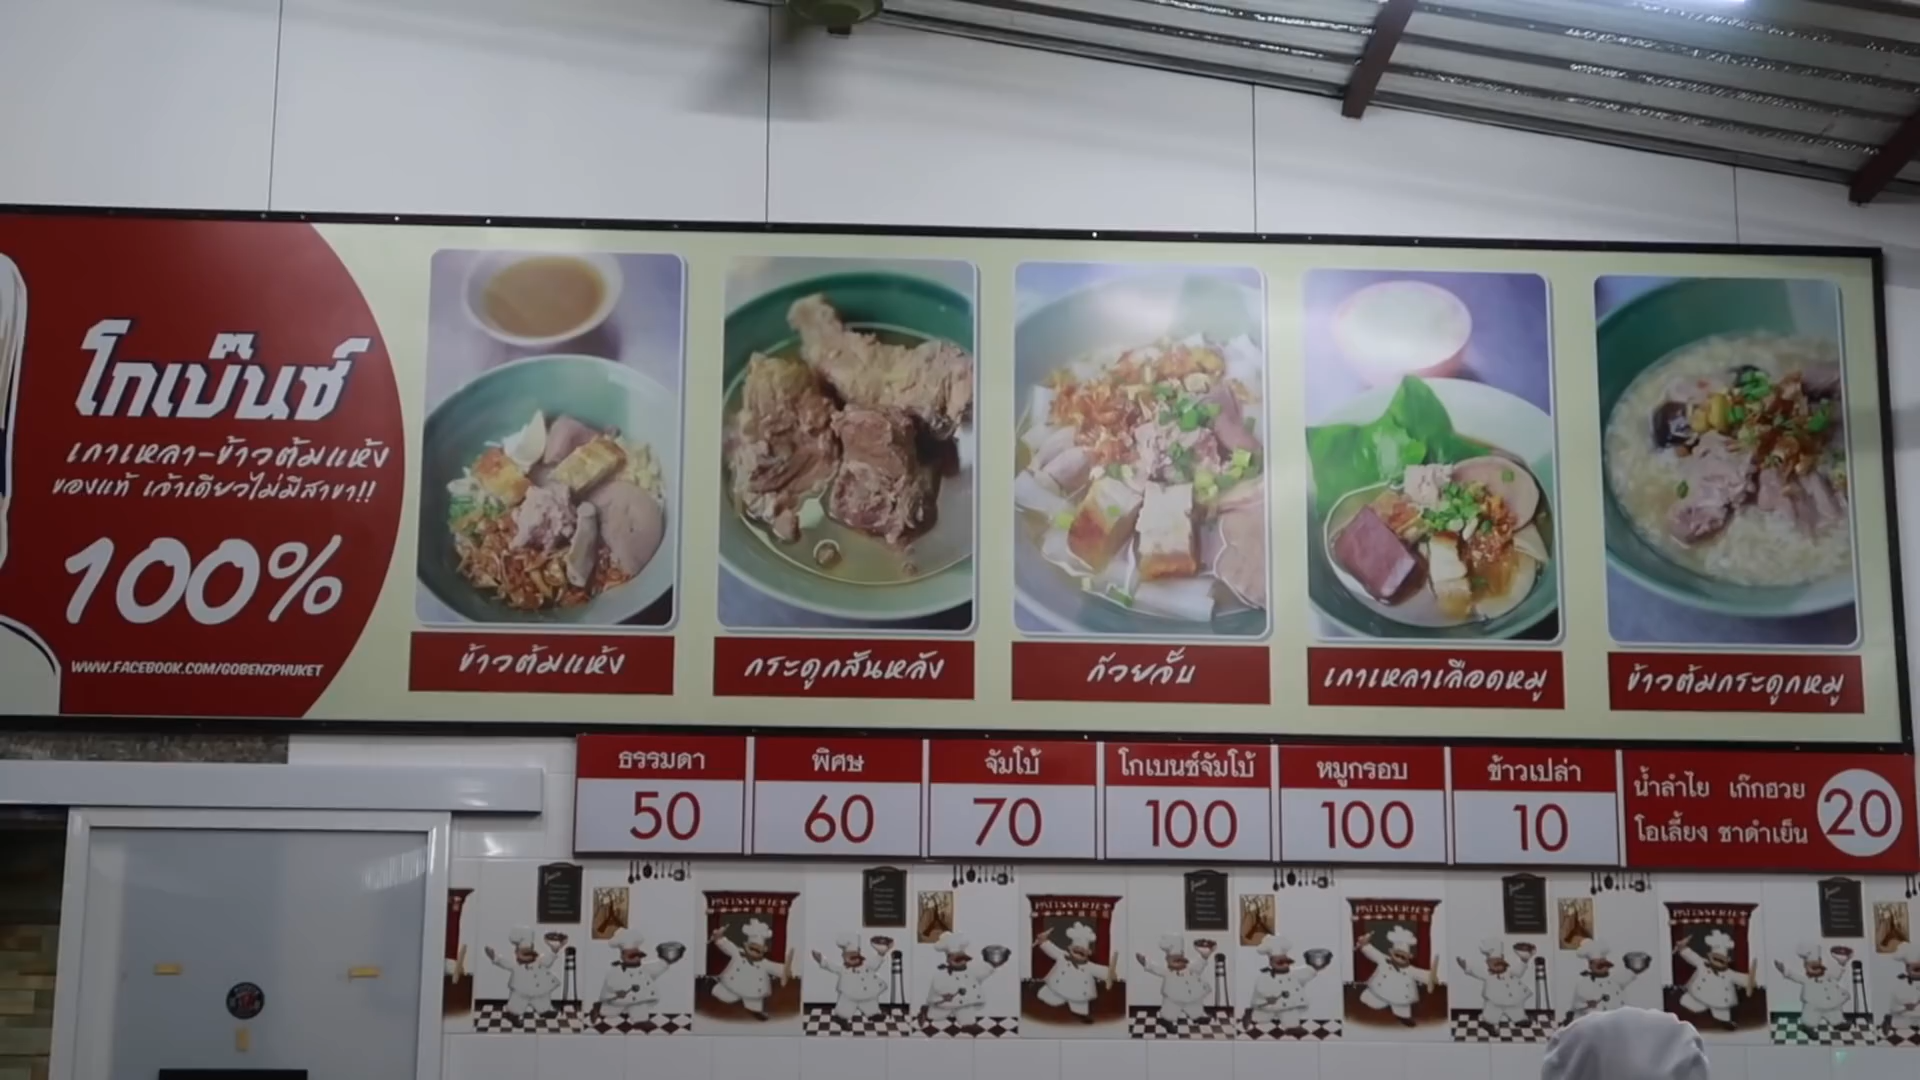 โกเบ๊นซ์
เกาเหลา-ข้าวต้มแห้ง
ของแท้ เจ้าเดียวไม่มีสาขา!!
100%
WWW.FACEBOOK.COM/GOBENZPHUKET
ข้าวต้มแห้ง
กระดูกสันหลัง
ก๋วยจั๊บ
เกาเหลาเลือดหมู
ข้าวต้มกระดูกหมู
ธรรมดา
50
พิศษ
60
จัมโบ้
70
โกเบนซ์จัมโบ้
100
หมูกรอบ
100
ข้าวเปล่า
10
น้ำลำไย เก๊กฮวย
โอเลี้ยง ชาดำเย็น
20
PATISSERIE
PATISSERIE
PATISSERIE
PATISSERIE